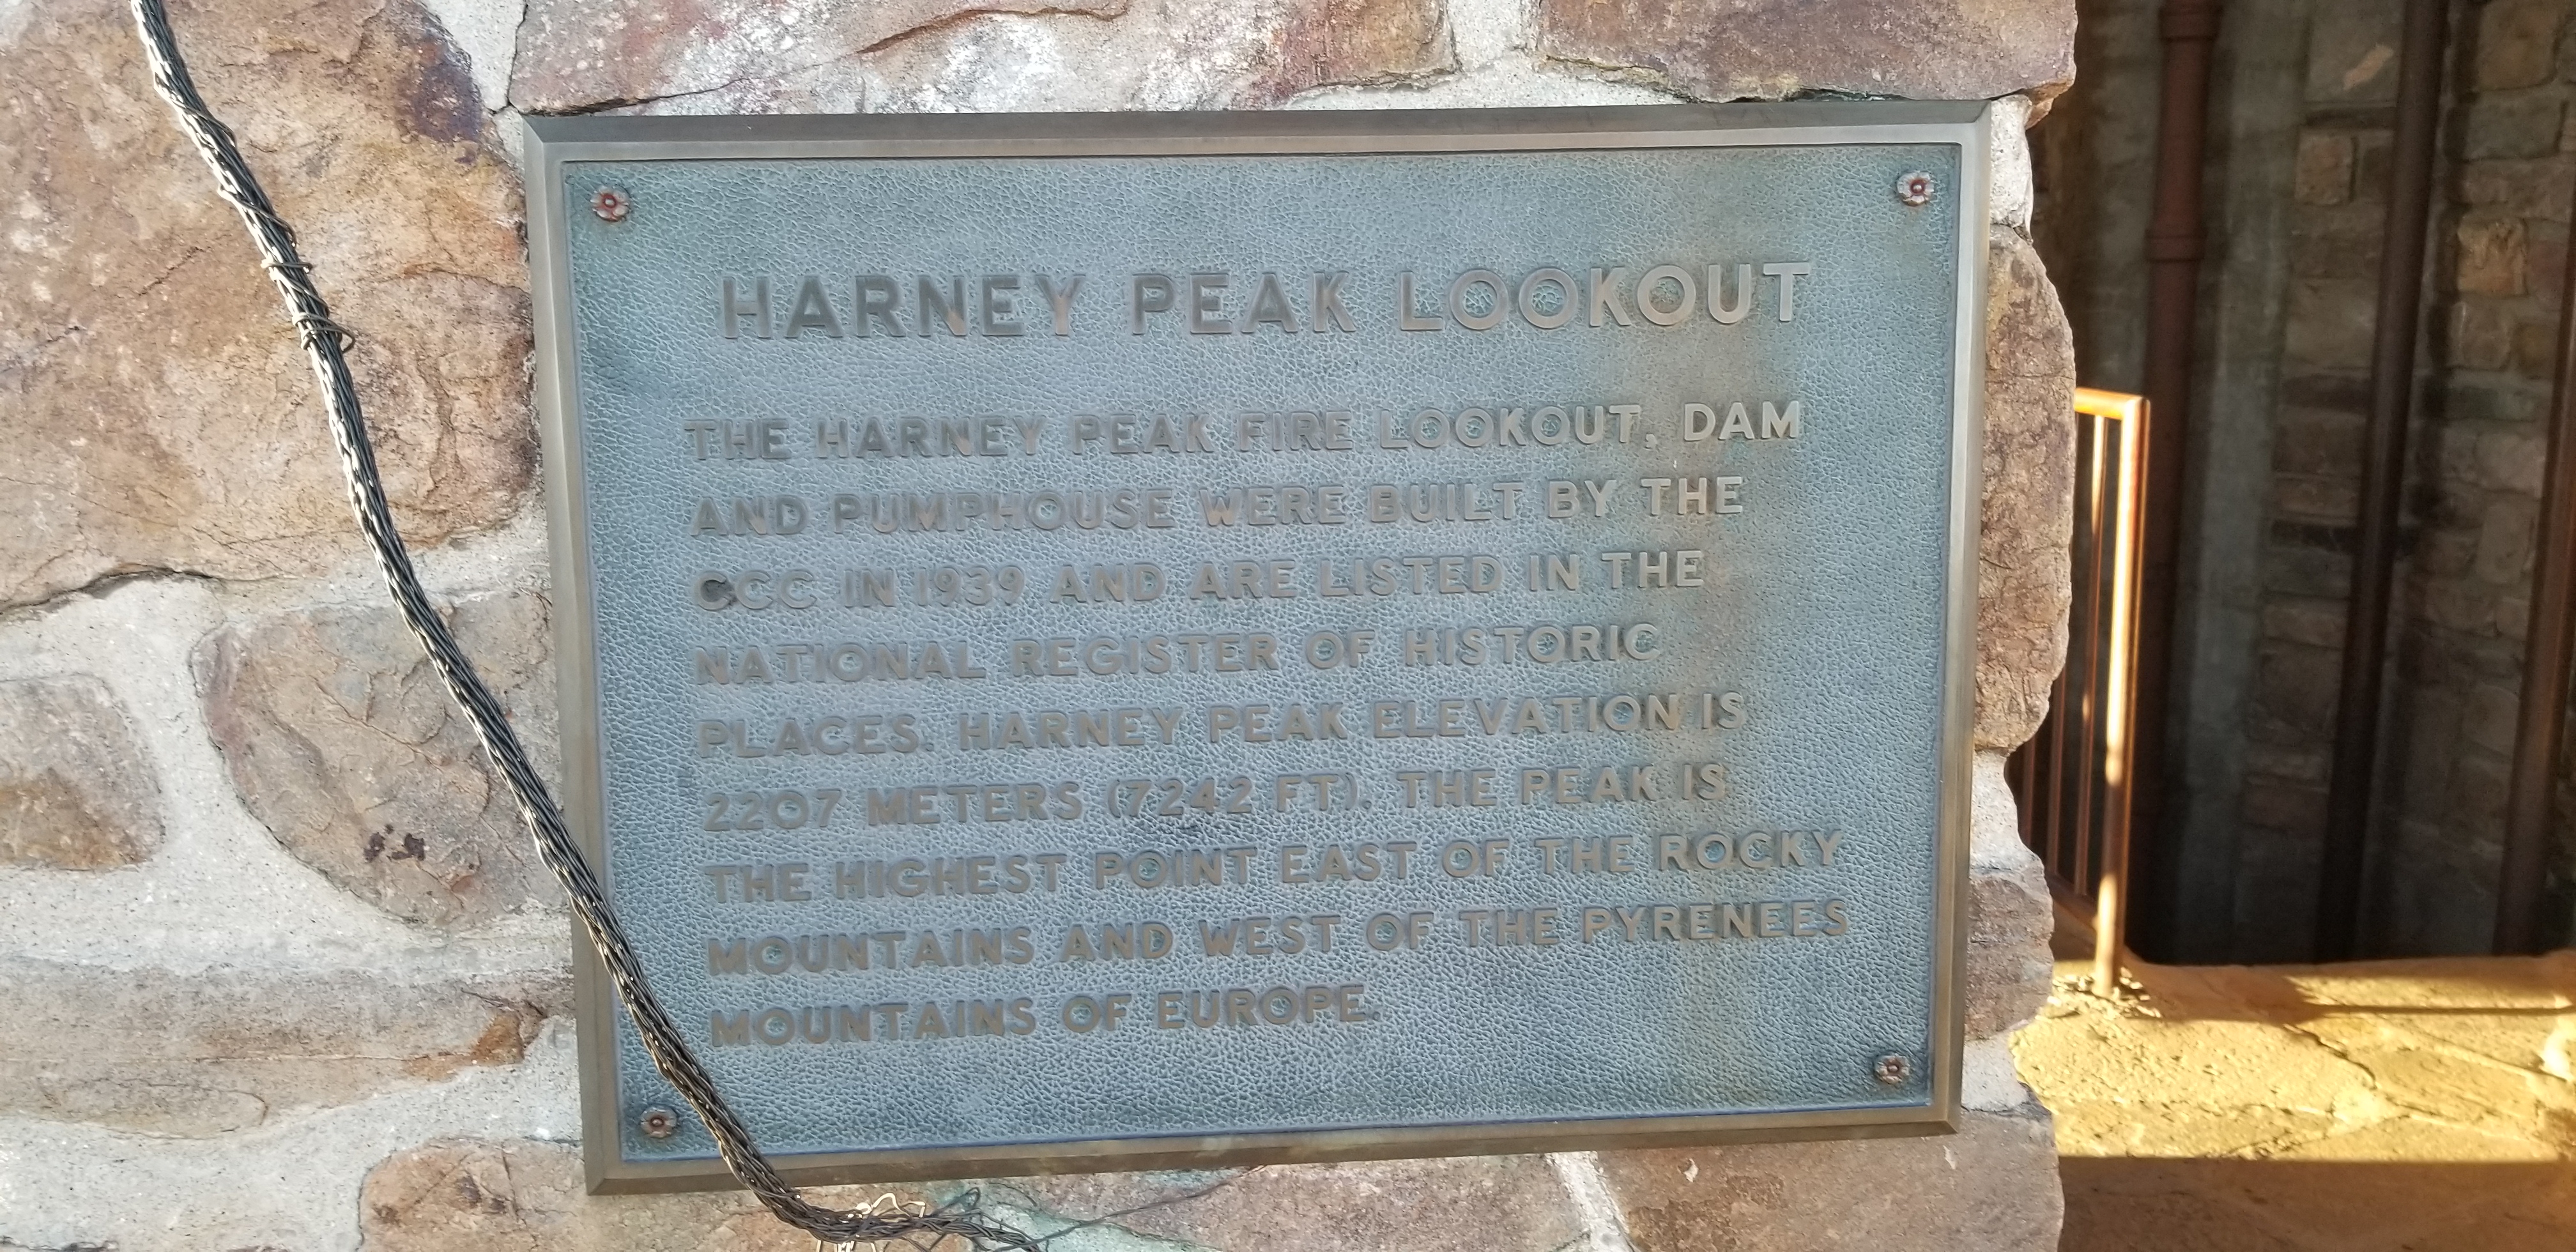 HARNEY PEAK LOOKOUT
THE HARNEY PEAK FIRE LOOKOUT, DAM
AND PUMPHOUSE WERE BUILT BY THE
CCC IN 1939 AND ARE LISTED IN THE
NATIONAL REGISTER OF HISTORIC
PLACES. HARNEY PEAK ELEVATION IS
2207 METERS (7242 FT). THE PEAK IS
THE HIGHEST POINT EAST OF THE ROCKY
MOUNTAINS AND WEST OF THE PYRENEES
MOUNTAINS OF EUROPE.